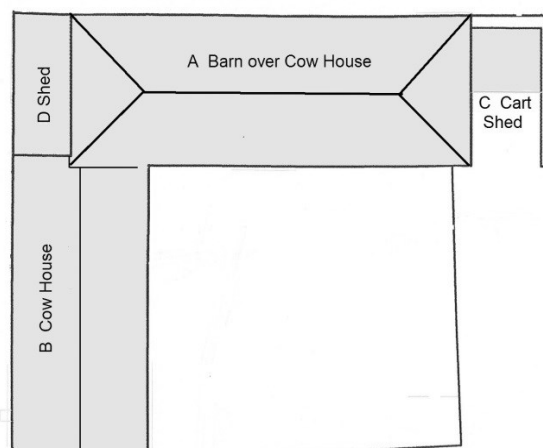 A Barn over Cow House
D Shed
C Cart
Shed
B Cow House